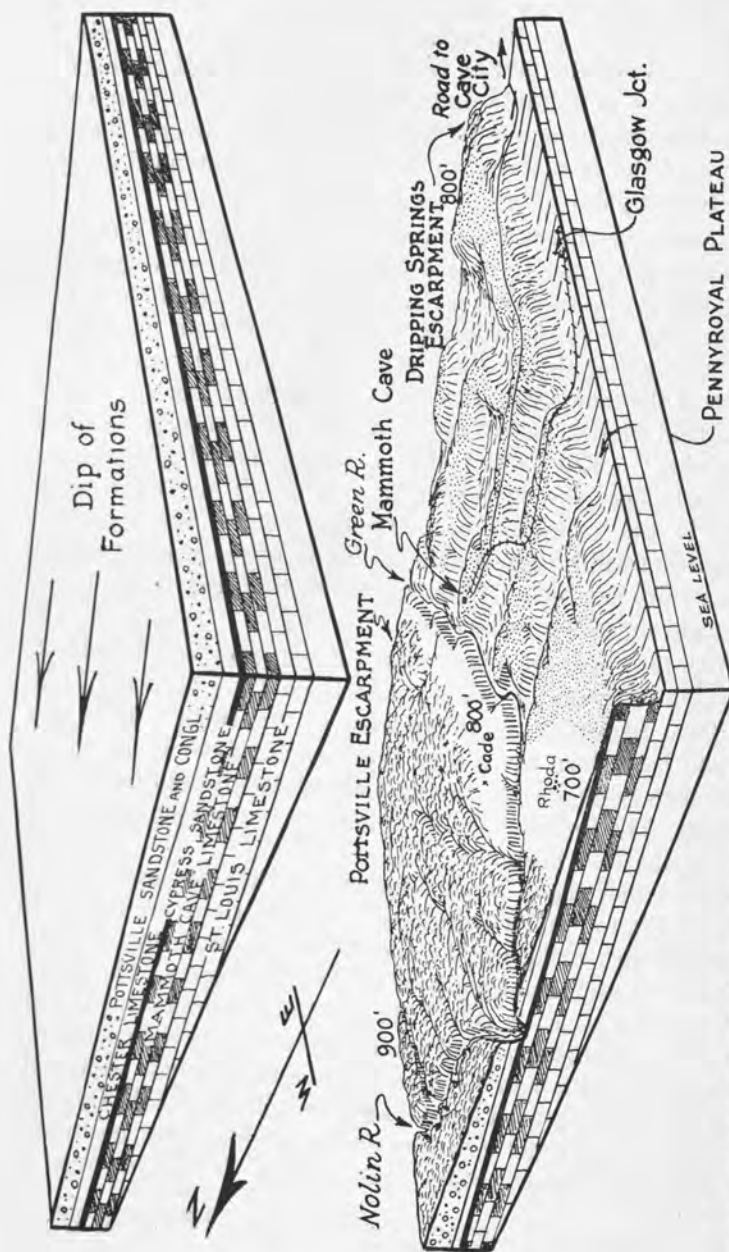 Dip of
Formations
POTTSVILLE SANDSTONE AND CONGL.
CHESTER LIMESTONE
CYPRESS SANDSTONE
MAMMOTH CAVE LIMESTONE
ST. LOUIS LIMESTONE
N
E
W
Nolin R.
900'
POTTSVILLE ESCARPMENT
Green R.
Mammoth Cave
DRIPPING SPRINGS
ESCARPMENT
800'
Road to
Cave
City
800'
Cade
Rhoda
700'
Glasgow Jct.
SEA LEVEL
PENNYROYAL PLATEAU